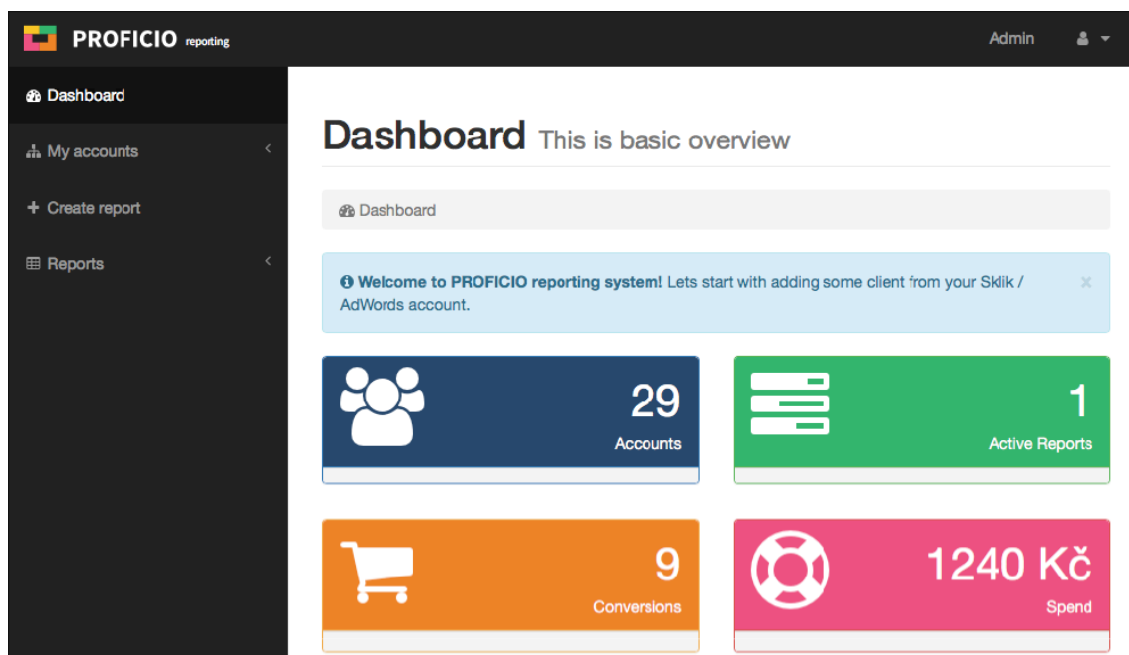 PROFICIO reporting
Admin
Dashboard
My accounts
Create report
Reports
Dashboard This is basic overview
Dashboard
Welcome to PROFICIO reporting system! Lets start with adding some client from your Sklik /
AdWords account.
29
Accounts
1
Active Reports
9
Conversions
1240 Kč
Spend